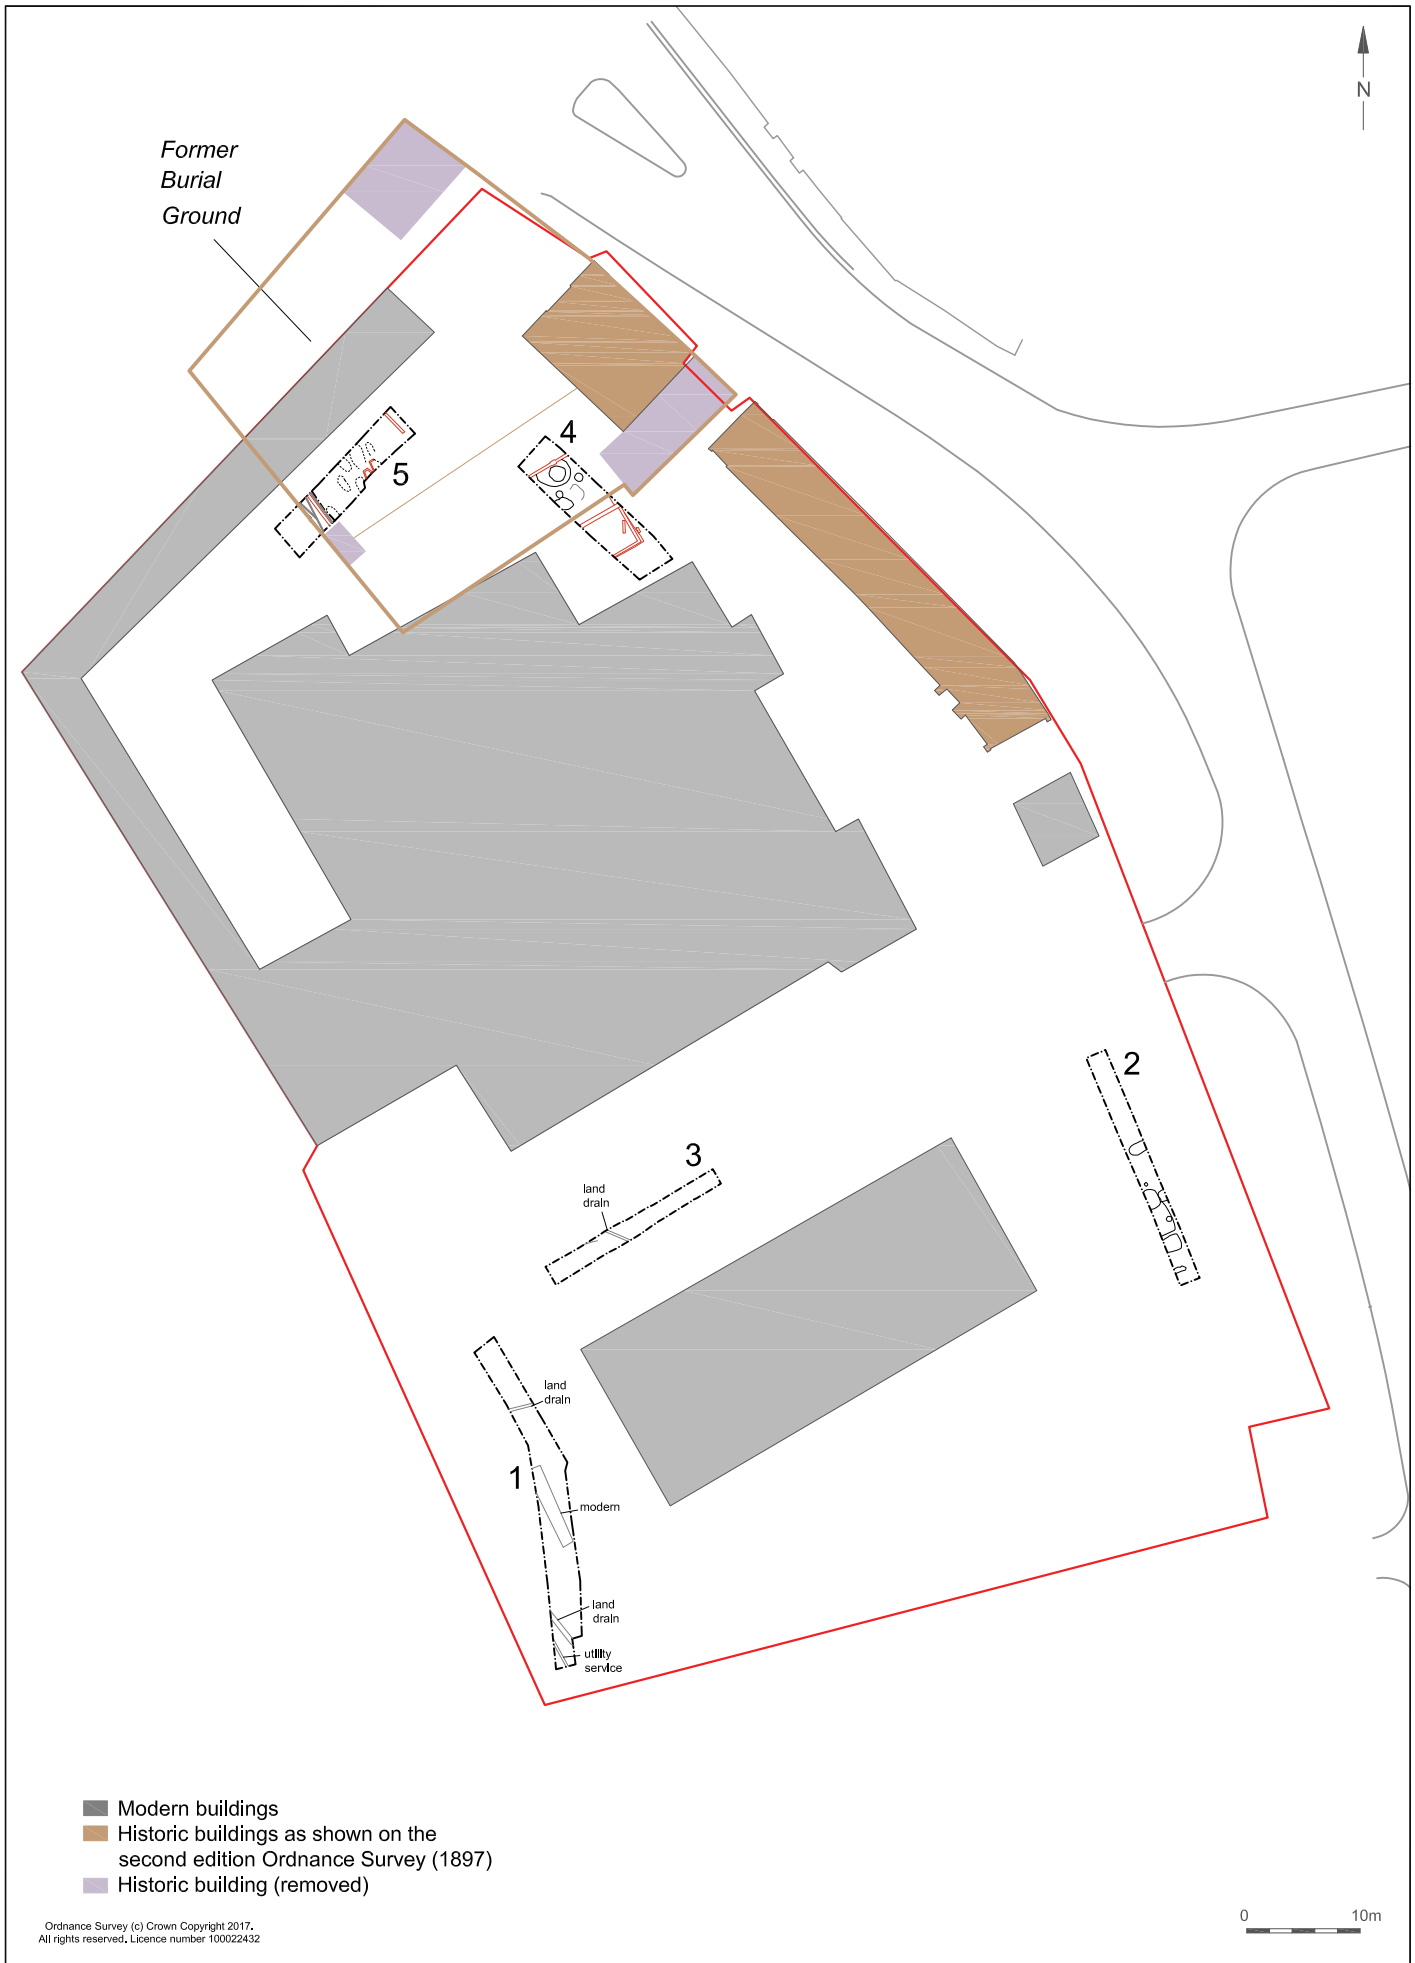 N
Former
Burial
Ground
4
5
2
3
land
drain
land
drain
1
modern
land
drain
utility
service
Modern buildings
Historic buildings as shown on the
second edition Ordnance Survey (1897)
Historic building (removed)
Ordnance Survey (c) Crown Copyright 2017.
All rights reserved. Licence number 100022432
0 10m